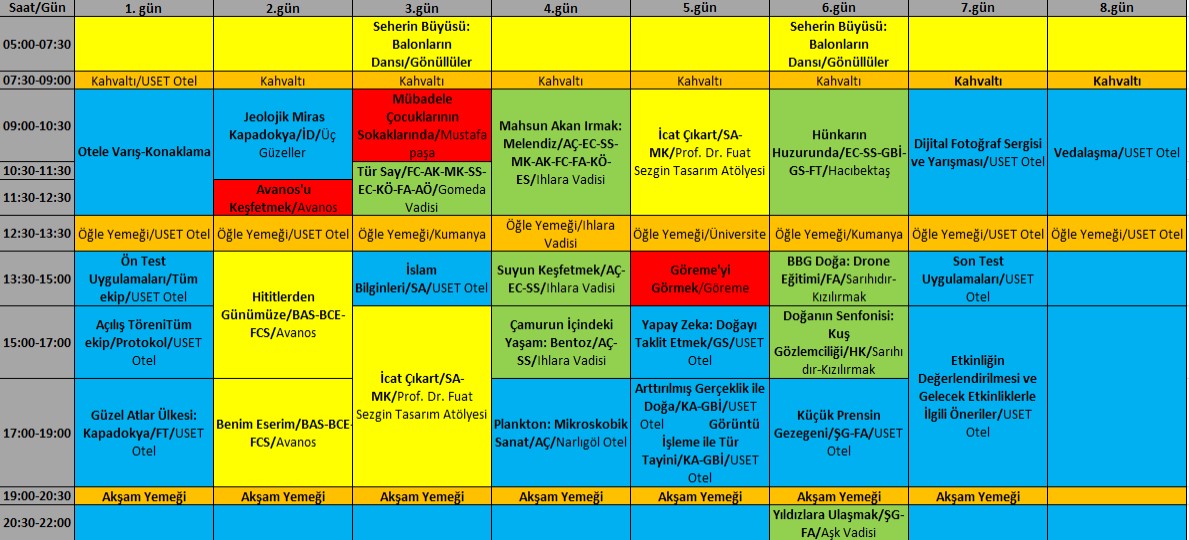 Saat/Gün 1. gün 2.gün 3.gün 4.gün 5.gün 6.gün 7.gün 8.gün
05:00-07:30
Seherin Büyüsü:
Balonların
Dansı/Gönüllüler
Seherin Büyüsü:
Balonların
Dansı/Gönüllüler
07:30-09:00 Kahvaltı/USET Otel Kahvaltı Kahvaltı Kahvaltı Kahvaltı Kahvaltı Kahvaltı Kahvaltı
09:00-10:30
10:30-11:30
11:30-12:30
Otele Varış-Konaklama
Jeolojik Miras
Kapadokya/İD/Üç
Güzeller
Avanos'u
Keşfetmek/Avanos
Mübadele
Çocuklarının
Sokaklarında/Mustafa
paşa
Tür Say/FC-AK-MK-SS-
EC-KÖ-FA-AÖ/Gomeda
Vadisi
Mahsun Akan Irmak:
Melendiz/AÇ-EC-SS-
MK-AK-FC-FA-KÖ-
ES/Ihlara Vadisi
İcat Çıkart/SA-
MK/Prof. Dr. Fuat
Sezgin Tasarım Atölyesi
Hünkarın
Huzurunda/EC-SS-GBİ-
GS-FT/Hacıbektaş
Dijital Fotoğraf Sergisi
ve Yarışması/USET Otel
Vedalaşma/USET Otel
12:30-13:30 Öğle Yemeği/USET Otel Öğle Yemeği/USET Otel Öğle Yemeği/Kumanya
Öğle Yemeği/Ihlara
Vadisi
Öğle Yemeği/Üniversite Öğle Yemeği/Kumanya Öğle Yemeği/USET Otel Öğle Yemeği/USET Otel
13:30-15:00
15:00-17:00
17:00-19:00
Ön Test
Uygulamaları/Tüm
ekip/USET Otel
Açılış TöreniTüm
ekip/Protokol/USET
Otel
Güzel Atlar Ülkesi:
Kapadokya/FT/USET
Otel
Hititlerden
Günümüze/BAS-BCE-
FCS/Avanos
Benim Eserim/BAS-BCE-
FCS/Avanos
İslam
Bilginleri/SA/USET Otel
İcat Çıkart/SA-
MK/Prof. Dr. Fuat
Sezgin Tasarım Atölyesi
Suyun Keşfetmek/AÇ-
EC-SS/Ihlara Vadisi
Çamurun İçindeki
Yaşam: Bentoz/AÇ-
SS/Ihlara Vadisi
Plankton: Mikroskobik
Sanat/AÇ/Narlıgöl Otel
Göreme'yi
Görmek/Göreme
Yapay Zeka: Doğayı
Taklit Etmek/GS/USET
Otel
Arttırılmış Gerçeklik ile
Doğa/KA-GBİ/USET
Otel Görüntü
İşleme ile Tür
Tayini/KA-GBİ/USET
Otel
BBG Doğa: Drone
Eğitimi/FA/Sarıhıdır-
Kızılırmak
Doğanın Senfonisi:
Kuş
Gözlemciliği/HK/Sarıhı
dır-Kızılırmak
Küçük Prensin
Gezegeni/ŞG-FA/USET
Otel
Son Test
Uygulamaları/USET
Otel
Etkinliğin
Değerlendirilmesi ve
Gelecek Etkinliklerle
İlgili Öneriler/USET
Otel
19:00-20:30 Akşam Yemeği Akşam Yemeği Akşam Yemeği Akşam Yemeği Akşam Yemeği Akşam Yemeği Akşam Yemeği
20:30-22:00
Yıldızlara Ulaşmak/ŞG-
FA/Aşk Vadisi